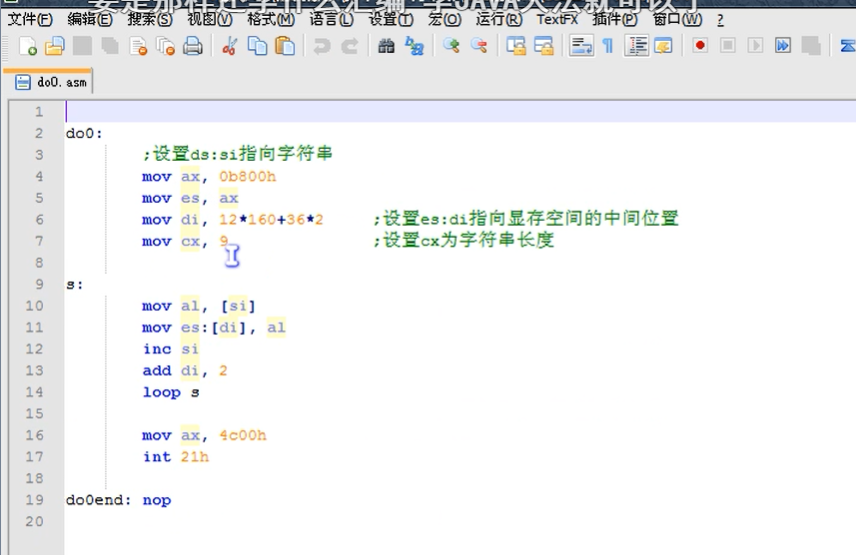 要是那样还学什么汇编 学JAVA大法就可以了
文件(F) 编辑(E) 搜索(S) 视图(V) 格式(M) 语言(L) 设置(T) 宏(O) 运行(R) TextFX 插件(P) 窗口(W) ?
do0.asm
1
2 do0:
3 ;设置ds:si指向字符串
4 mov ax, 0b800h
5 mov es, ax
6 mov di, 12*160+36*2 ;设置es:di指向显存空间的中间位置
7 mov cx, 9 ;设置cx为字符串长度
8
9 s:
10 mov al, [si]
11 mov es:[di], al
12 inc si
13 add di, 2
14 loop s
15
16 mov ax, 4c00h
17 int 21h
18
19 do0end: nop
20